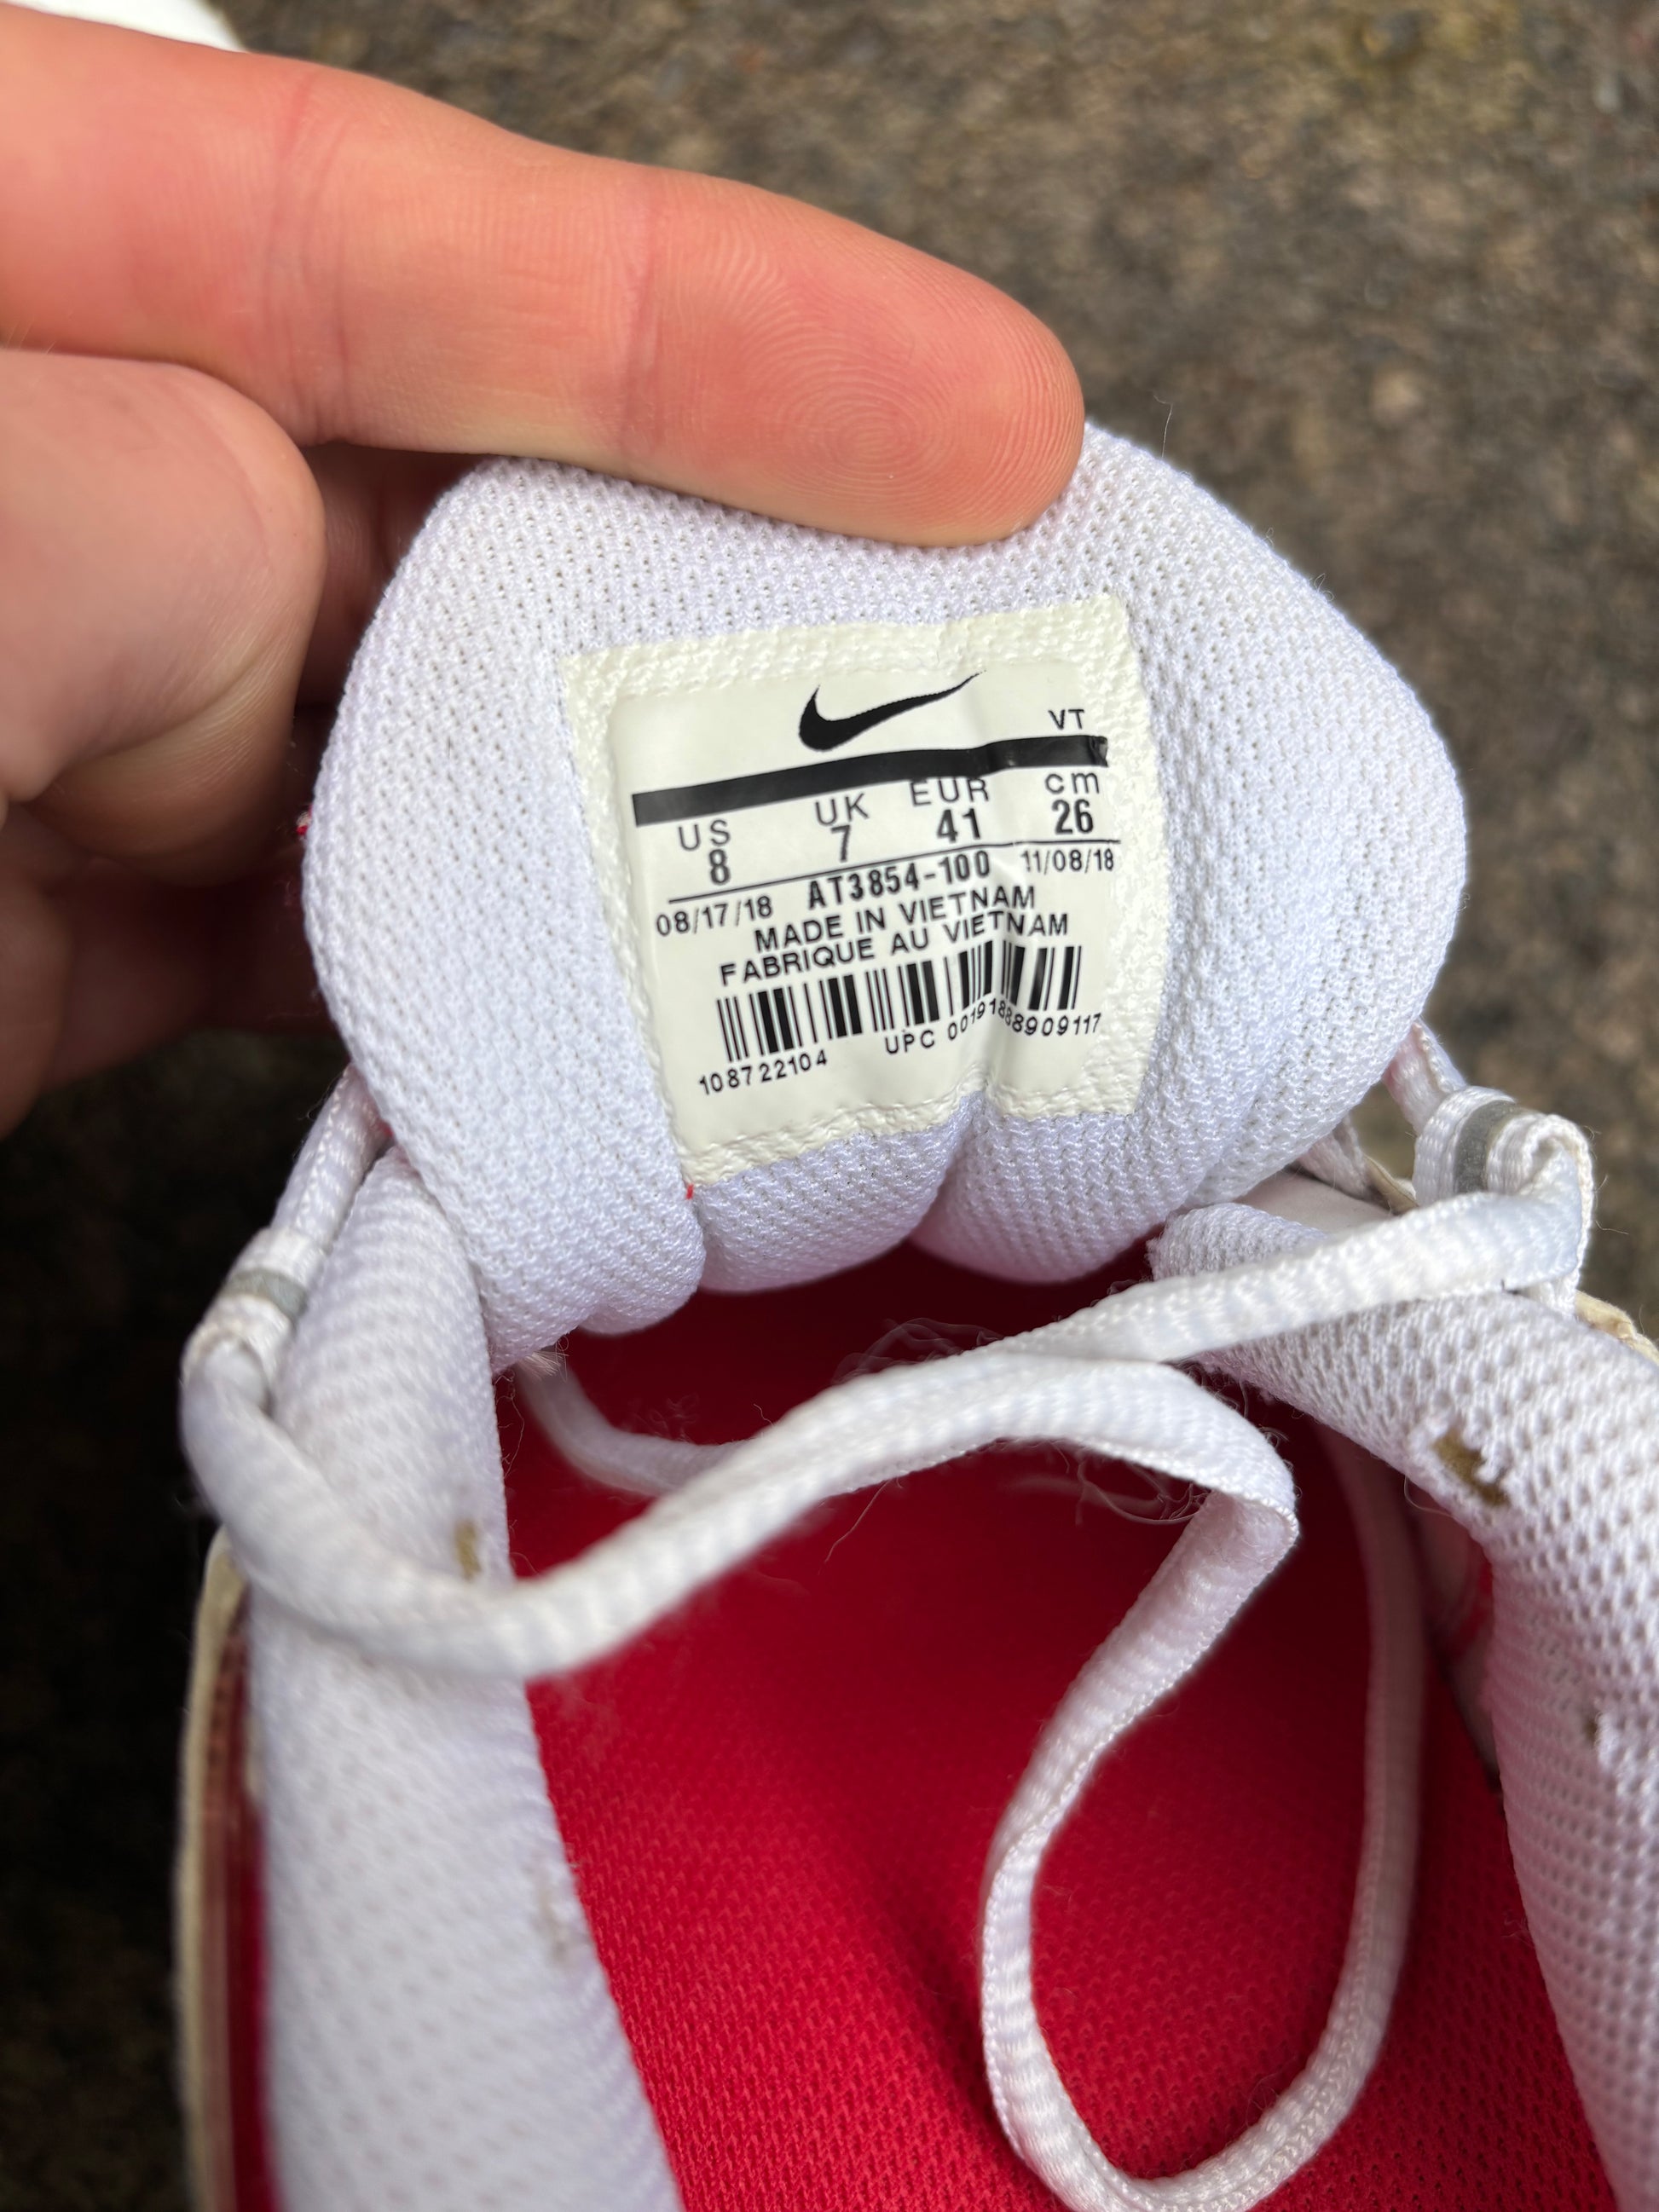 VT
US UK EUR cm
8 7 41 26
08/17/18 AT3854-100 11/08/18
MADE IN VIETNAM
FABRIQUE AU VIETNAM
108722104 UPC 00191888909117